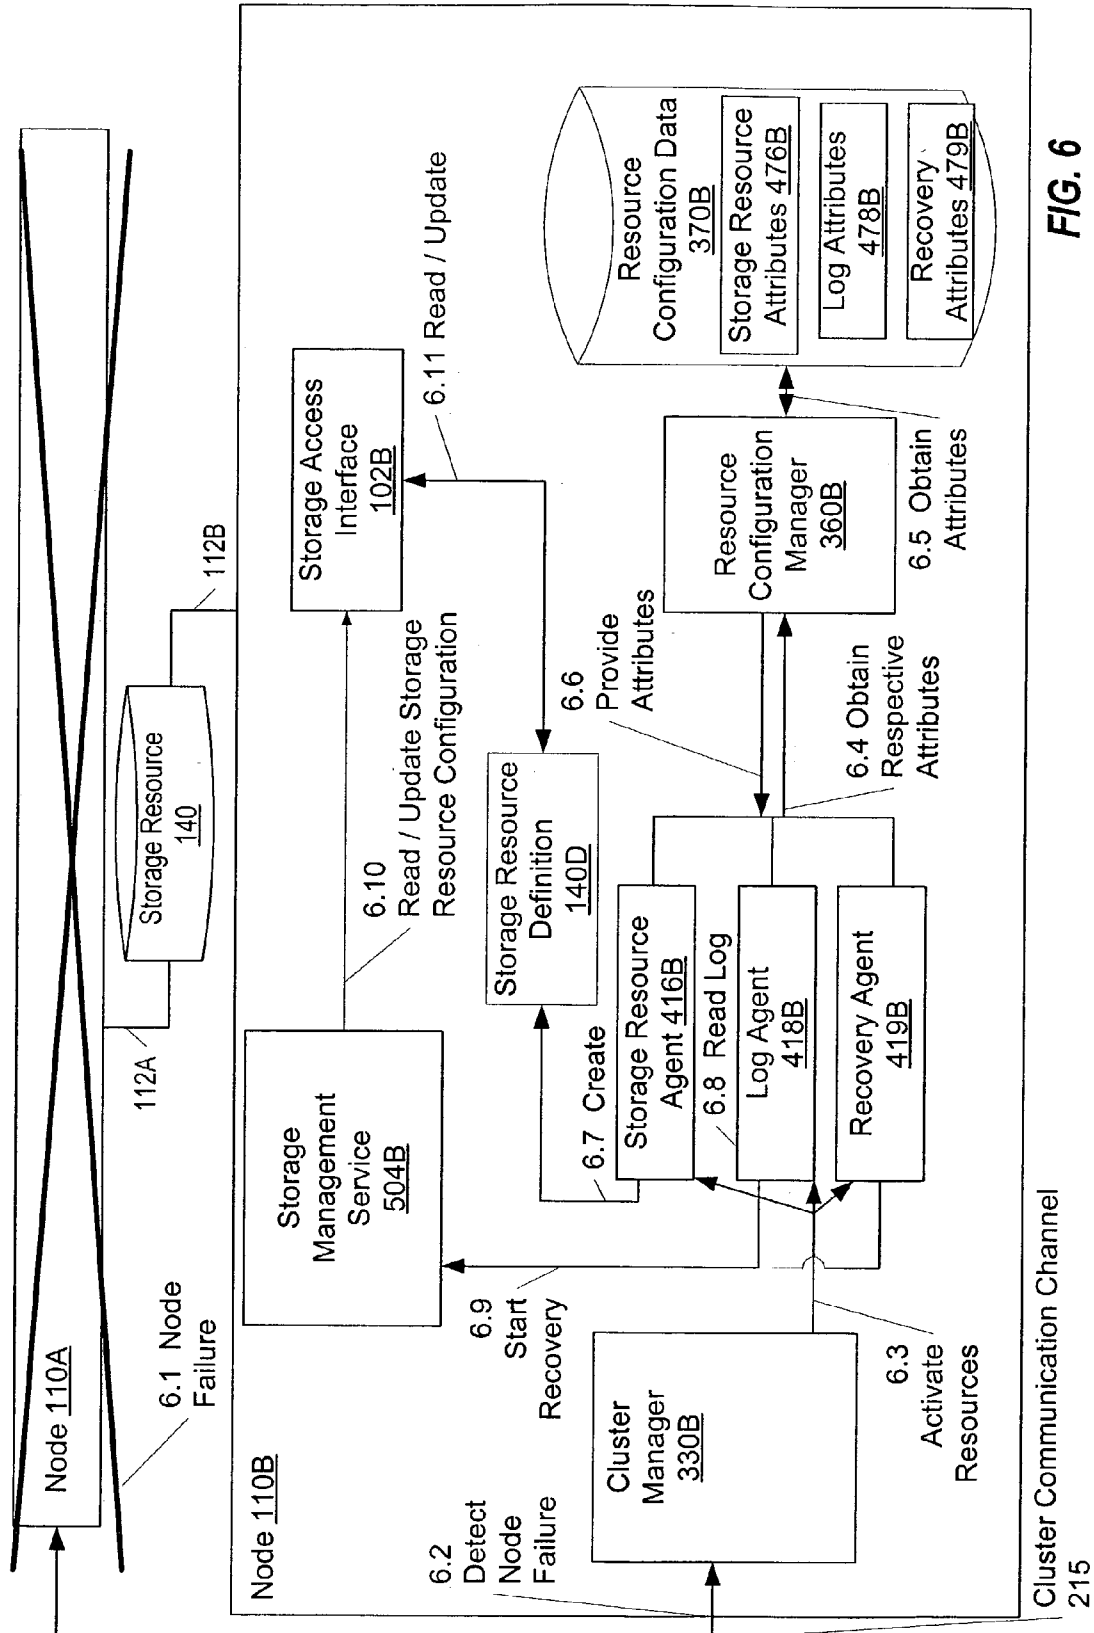 Node 110A
6.1 Node
Failure
Storage Resource
140
112A
112B
Node 110B
Storage
Management
Service
504B
6.10
Read / Update Storage
Resource Configuration
Storage Access
Interface
102B
6.11 Read / Update
6.9
Start
Recovery
6.7 Create
Storage Resource
Definition
140D
6.6
Provide
Attributes
6.2
Detect
Node
Failure
Cluster
Manager
330B
6.3
Activate
Resources
Storage Resource
Agent 416B
6.8 Read Log
Log Agent
418B
Recovery Agent
419B
6.4 Obtain
Respective
Attributes
Resource
Configuration
Manager
360B
6.5 Obtain
Attributes
Resource
Configuration Data
370B
Storage Resource
Attributes 476B
Log Attributes
478B
Recovery
Attributes 479B
Cluster Communication Channel
215
FIG. 6